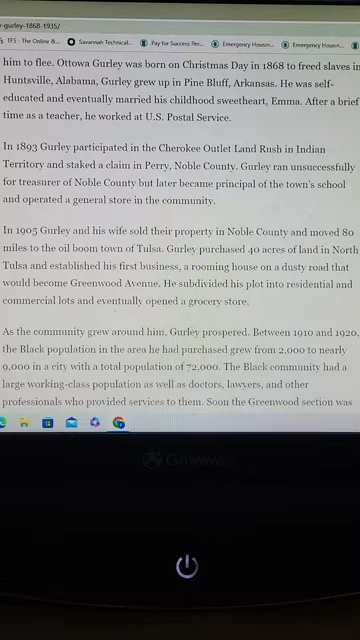 -gurley-1868-1935/
TFS - The Online &... Savannah Technical... Pay for Success Per... Emergency Housin... Emergency Housin...
him to flee. Ottowa Gurley was born on Christmas Day in 1868 to freed slaves in
Huntsville, Alabama, Gurley grew up in Pine Bluff, Arkansas. He was self-
educated and eventually married his childhood sweetheart, Emma. After a brief
time as a teacher, he worked at U.S. Postal Service.
In 1893 Gurley participated in the Cherokee Outlet Land Rush in Indian
Territory and staked a claim in Perry, Noble County. Gurley ran unsuccessfully
for treasurer of Noble County but later became principal of the town's school
and operated a general store in the community.
In 1905 Gurley and his wife sold their property in Noble County and moved 80
miles to the oil boom town of Tulsa. Gurley purchased 40 acres of land in North
Tulsa and established his first business, a rooming house on a dusty road that
would become Greenwood Avenue. He subdivided his plot into residential and
commercial lots and eventually opened a grocery store.
As the community grew around him, Gurley prospered. Between 1910 and 1920,
the Black population in the area he had purchased grew from 2,000 to nearly
9,000 in a city with a total population of 72,000. The Black community had a
large working-class population as well as doctors, lawyers, and other
professionals who provided services to them. Soon the Greenwood section was